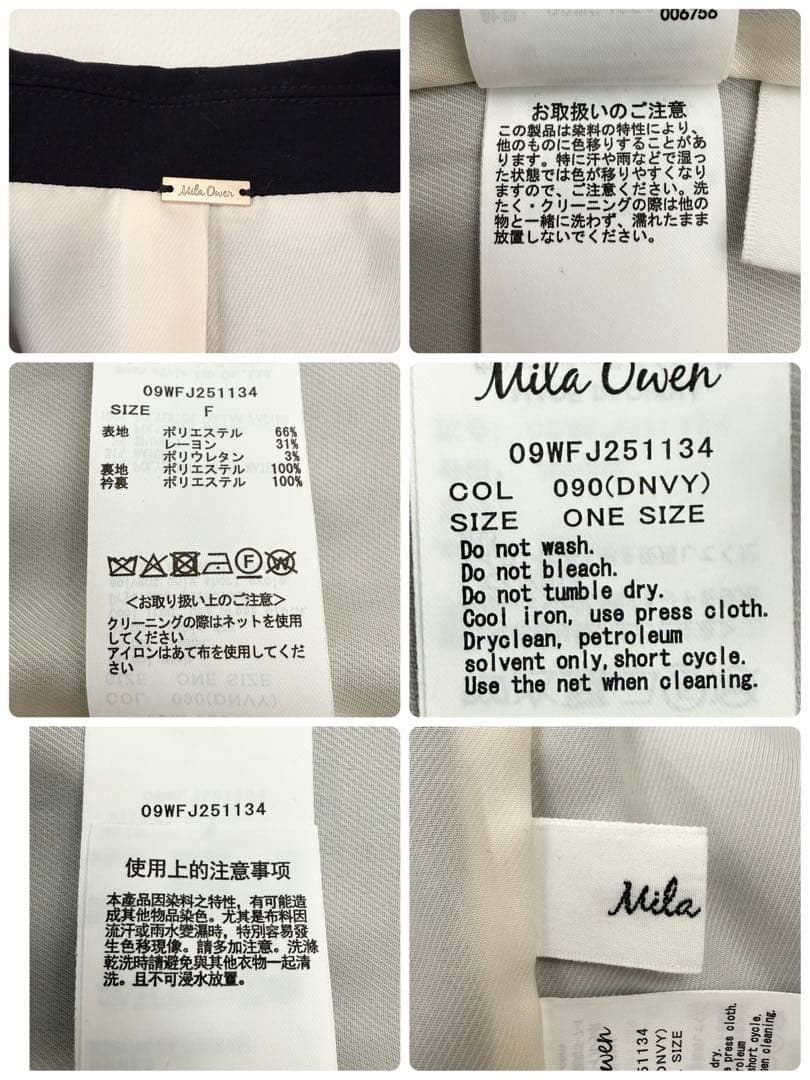 Mila Owen
006756
お取扱いのご注意
この製品は染料の特性により、
他のものに色移りすることがあ
ります。特に汗や雨などで湿っ
た状態では色が移りやすくなり
ますので、ご注意ください。洗
たく・クリーニングの際は他の
物と一緒に洗わず、濡れたまま
放置しないでください。
09WFJ251134
SIZE F
表地 ポリエステル 66%
レーヨン 31%
ポリウレタン 3%
裏地 ポリエステル 100%
衿裏 ポリエステル 100%
F W
＜お取り扱い上のご注意＞
クリーニングの際はネットを使用
してください
アイロンはあて布を使用してくだ
さい
Mila Owen
09WFJ251134
COL 090(DNVY)
SIZE ONE SIZE
Do not wash.
Do not bleach.
Do not tumble dry.
Cool iron, use press cloth.
Dryclean, petroleum
solvent only,short cycle.
Use the net when cleaning.
09WFJ251134
使用上的注意事項
本產品因染料之特性，有可能造
成其他物品染色。尤其是布料因
流汗或雨水變濕時，特別容易發
生色移現像。請多加注意。洗滌
乾洗時請避免與其他衣物一起清
洗。且不可浸水放置。
Mila
Owen
51134
DNVY)
SIZE
dry.
press cloth.
roleum
short cycle.
n cleaning.